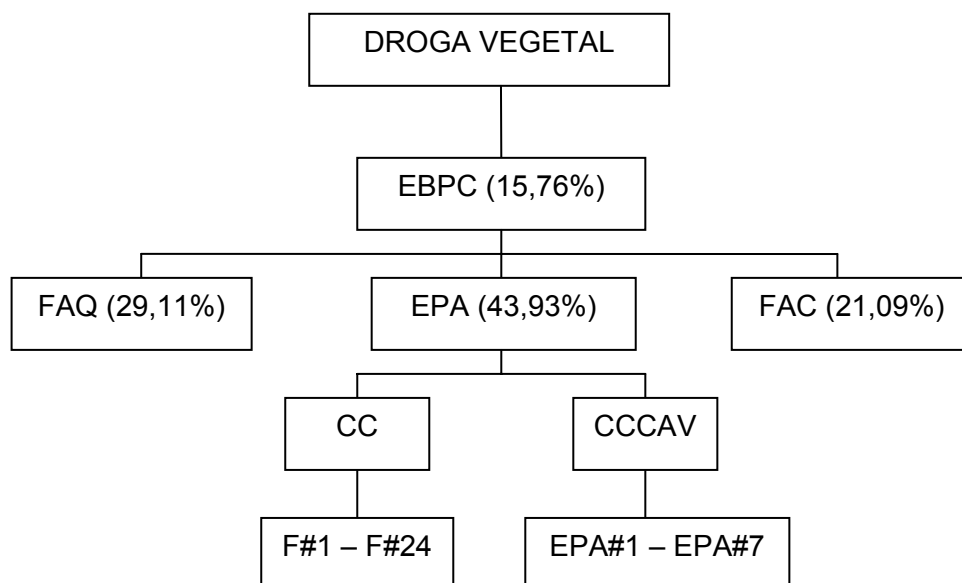 DROGA VEGETAL
EBPC (15,76%)
FAQ (29,11%)
EPA (43,93%)
FAC (21,09%)
CC
CCCAV
F#1 – F#24
EPA#1 – EPA#7